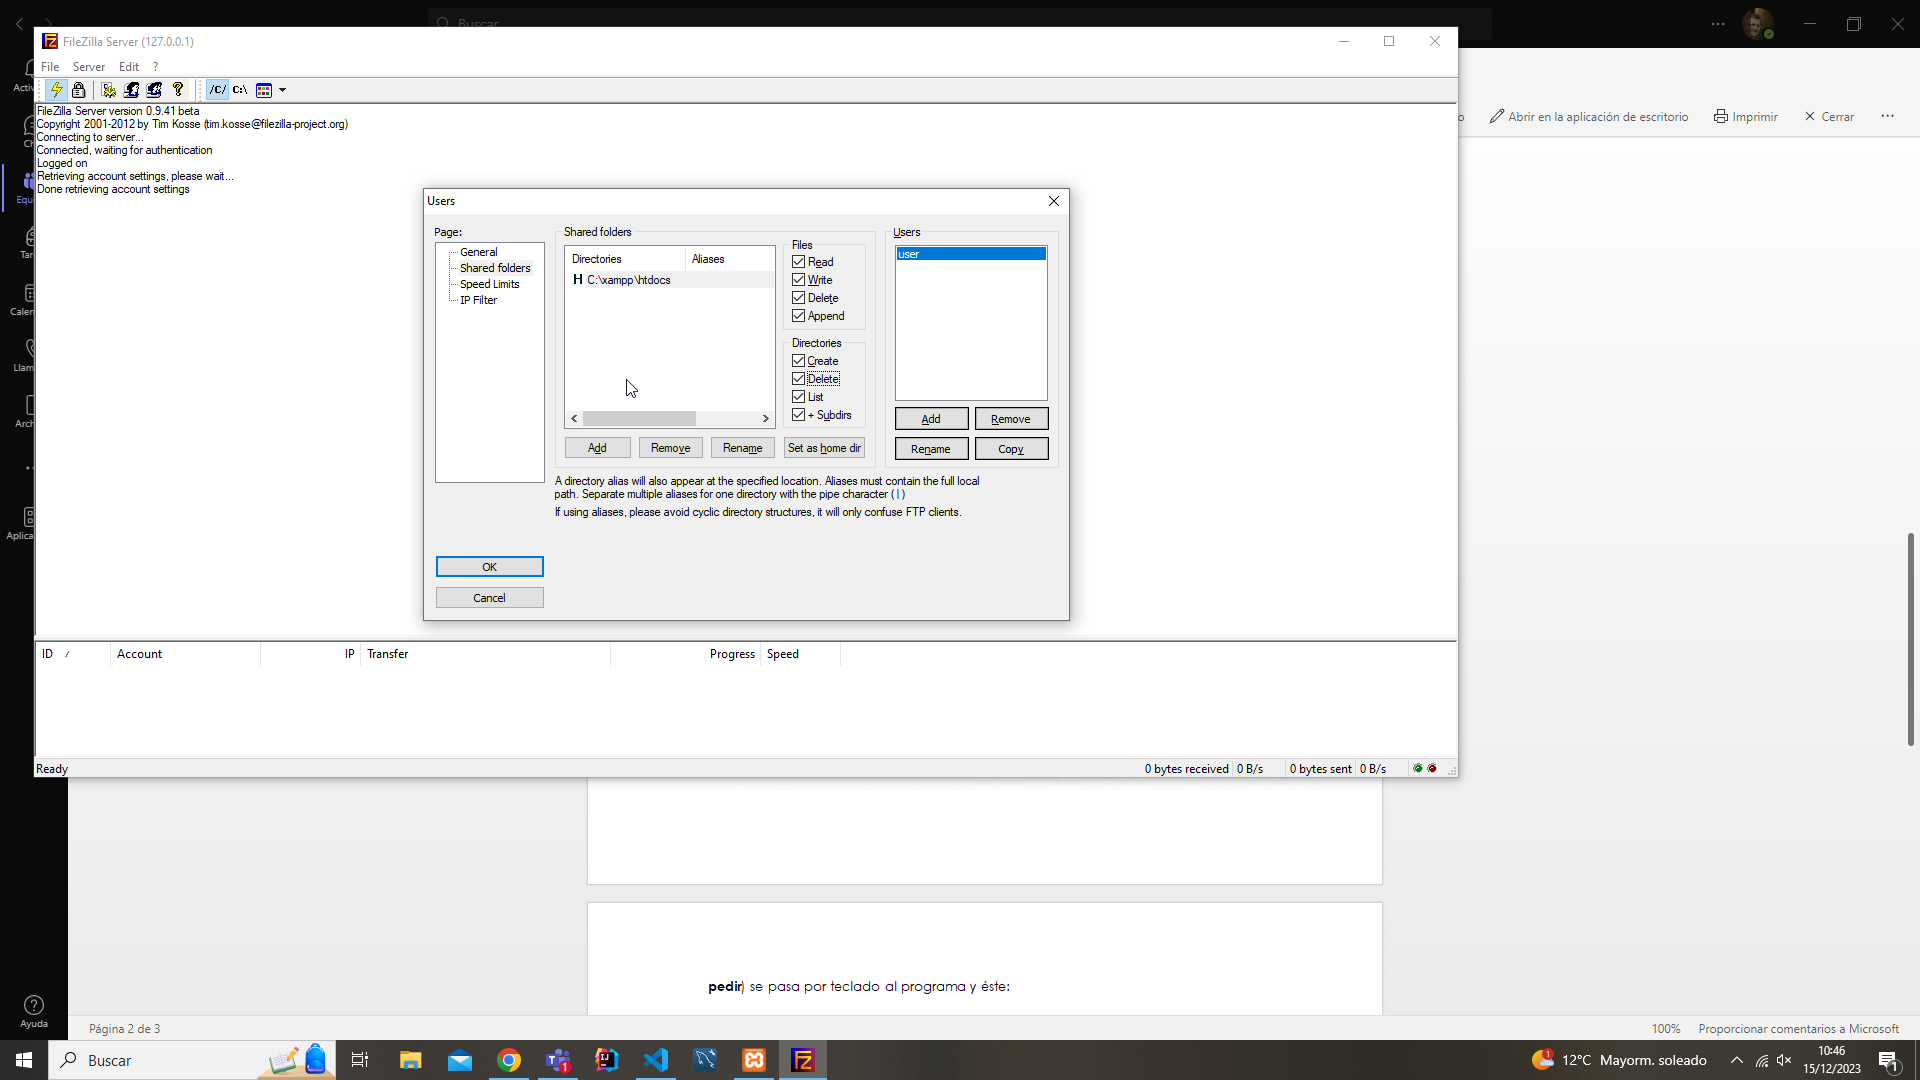 Buscar
FileZilla Server (127.0.0.1)
File Server Edit ?
/C/ C:\
FileZilla Server version 0.9.41 beta
Copyright 2001-2012 by Tim Kosse (tim.kosse@filezilla-project.org)
Connecting to server...
Connected, waiting for authentication
Logged on
Retrieving account settings, please wait...
Done retrieving account settings
Abrir en la aplicación de escritorio
Imprimir
Cerrar
Users
Page:
General
Shared folders
Speed Limits
IP Filter
Shared folders
Directories Aliases
H C:\xampp\htdocs
Add Remove Rename Set as home dir
Files
Read
Write
Delete
Append
Directories
Create
Delete
List
+ Subdirs
Users
user
Add Remove
Rename Copy
A directory alias will also appear at the specified location. Aliases must contain the full local
path. Separate multiple aliases for one directory with the pipe character ( | )
If using aliases, please avoid cyclic directory structures, it will only confuse FTP clients.
OK
Cancel
ID / Account IP Transfer Progress Speed
Ready
0 bytes received 0 B/s 0 bytes sent 0 B/s
pedir) se pasa por teclado al programa y éste:
Ayuda
Página 2 de 3
100% Proporcionar comentarios a Microsoft
Buscar
1
1 12°C Mayorm. soleado
10:46
15/12/2023
1